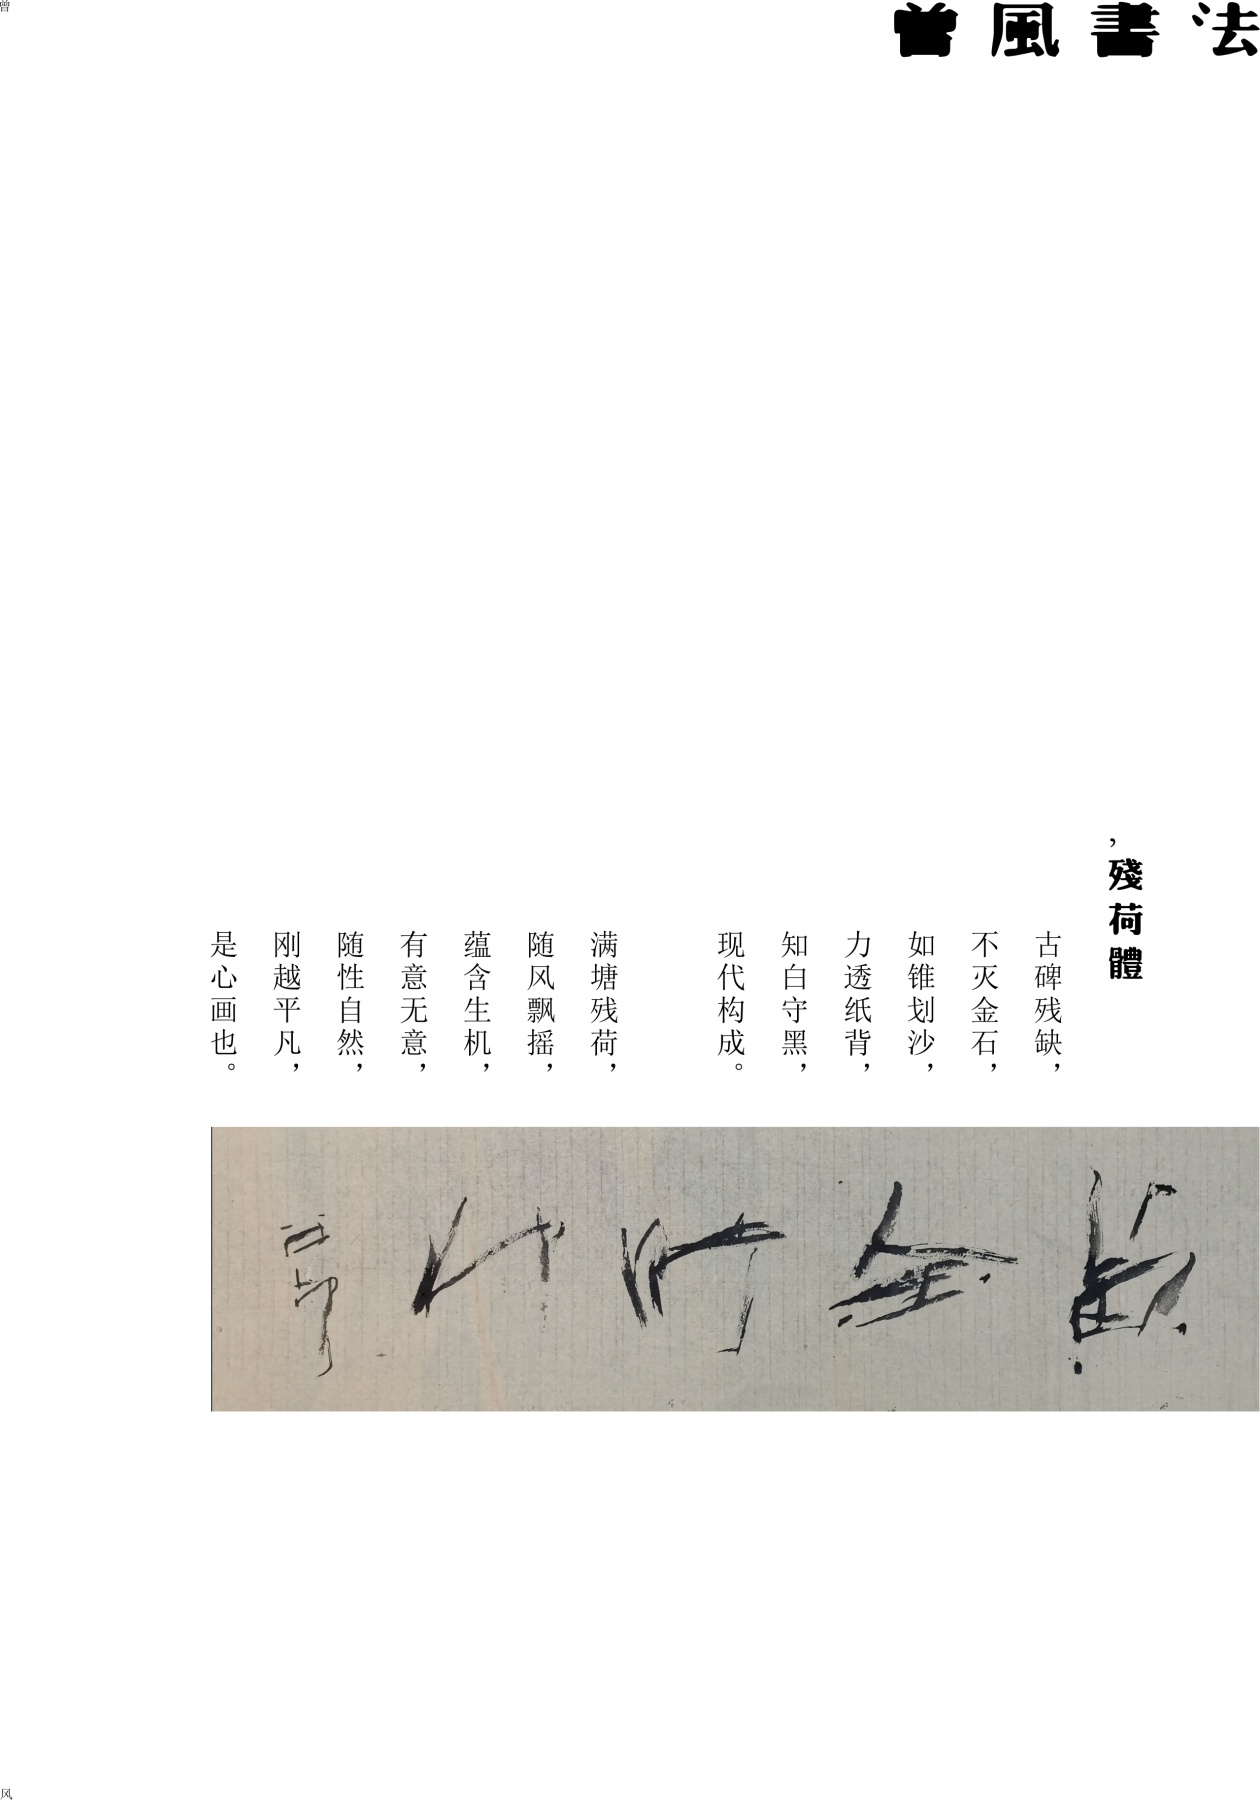 曾
曾風書法
，殘荷體
古碑残缺，
不灭金石，
如锥划沙，
力透纸背，
知白守黑，
现代构成。
满塘残荷，
随风飘摇，
蕴含生机，
有意无意，
随性自然，
刚越平凡，
是心画也。
风